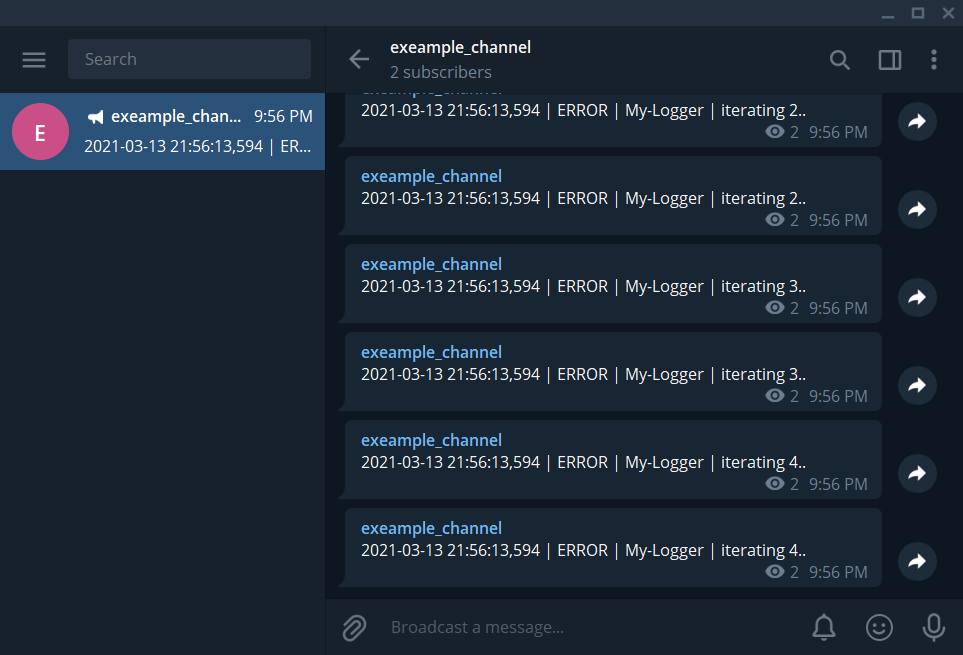 Search
exeample_chan... 9:56 PM
2021-03-13 21:56:13,594 | ER...
E
exeample_channel
2 subscribers
exeample_channel
2021-03-13 21:56:13,594 | ERROR | My-Logger | iterating 2..
2 9:56 PM
exeample_channel
2021-03-13 21:56:13,594 | ERROR | My-Logger | iterating 2..
2 9:56 PM
exeample_channel
2021-03-13 21:56:13,594 | ERROR | My-Logger | iterating 3..
2 9:56 PM
exeample_channel
2021-03-13 21:56:13,594 | ERROR | My-Logger | iterating 3..
2 9:56 PM
exeample_channel
2021-03-13 21:56:13,594 | ERROR | My-Logger | iterating 4..
2 9:56 PM
exeample_channel
2021-03-13 21:56:13,594 | ERROR | My-Logger | iterating 4..
2 9:56 PM
Broadcast a message...